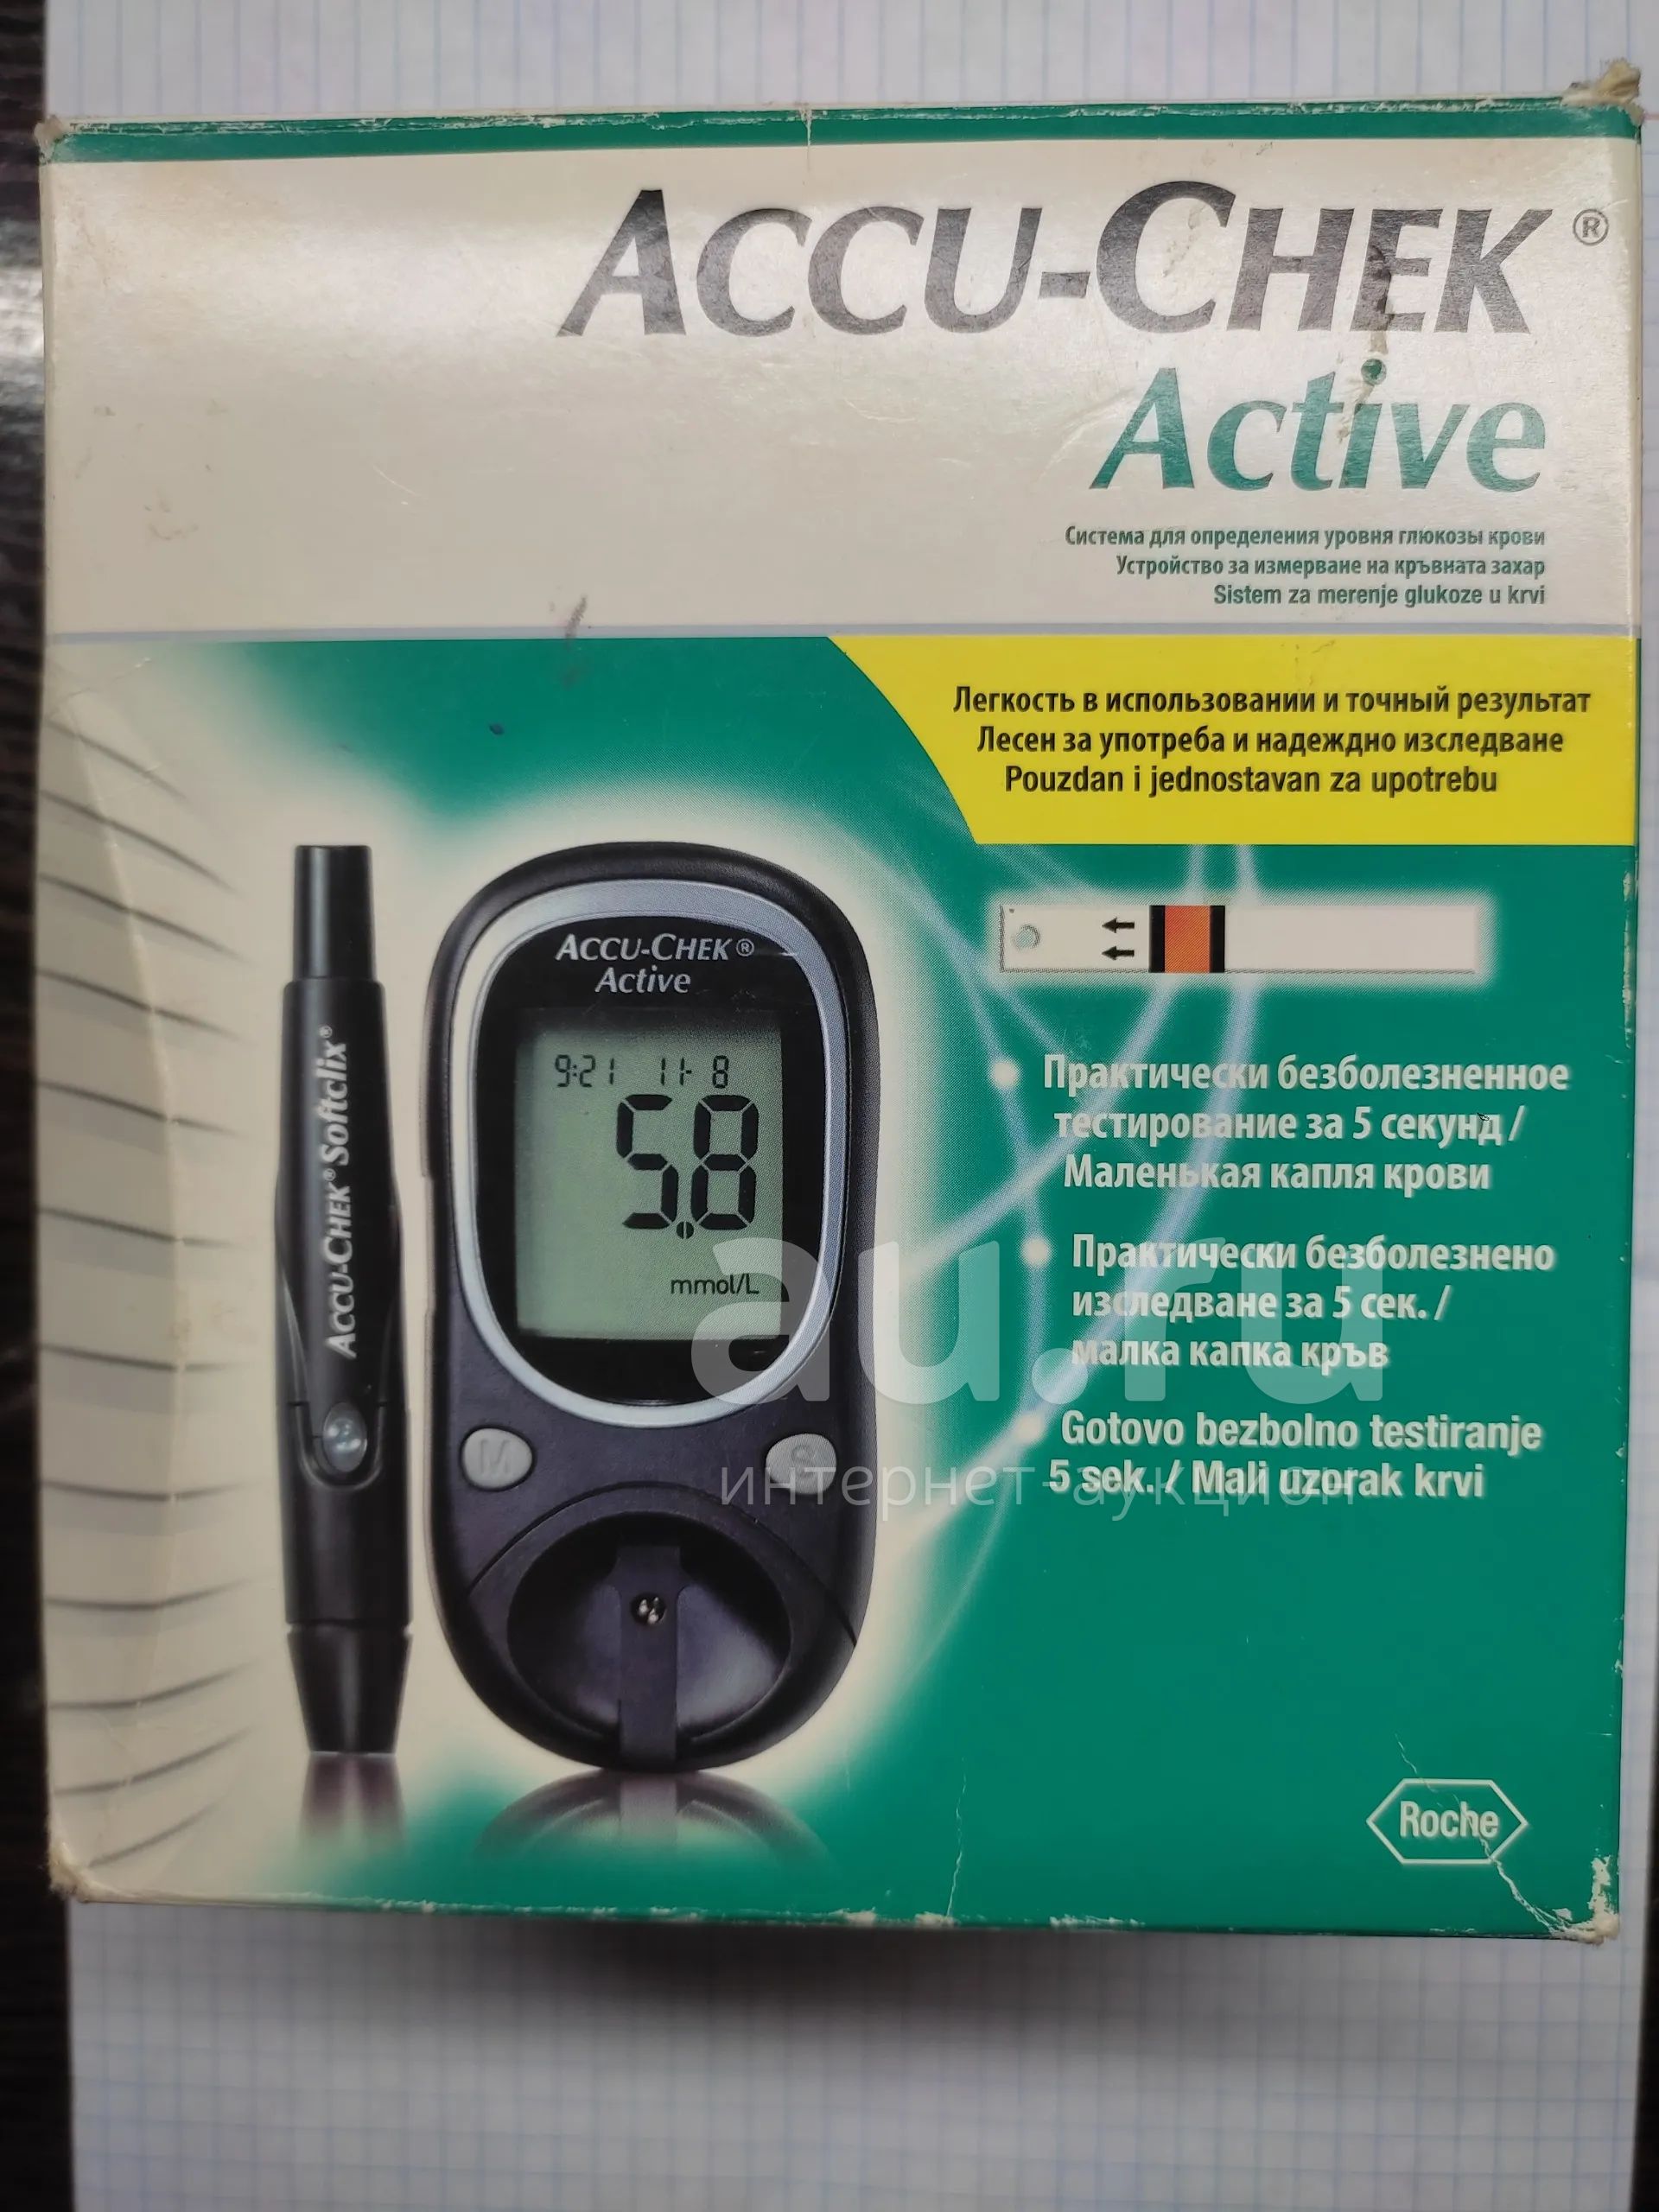 ACCU-CHEK®
Active
Система для определения уровня глюкозы крови
Устройство за измерване на кръвната захар
Sistem za merenje glukoze u krvi
Легкость в использовании и точный результат
Лесен за употреба и надеждно изследване
Pouzdan i jednostavan za upotrebu
ACCU-CHEK® Softclix®
ACCU-CHEK®
Active
9:21 11-8
5.8
mmol/L
M
S
Практически безболезненное
тестирование за 5 секунд /
Маленькая капля крови
Практически безболезнено
изследване за 5 сек. /
малка капка кръв
Gotovo bezbolno testiranje
5 sek. / Mali uzorak krvi
au.ru
интернет-аукцион
Roche